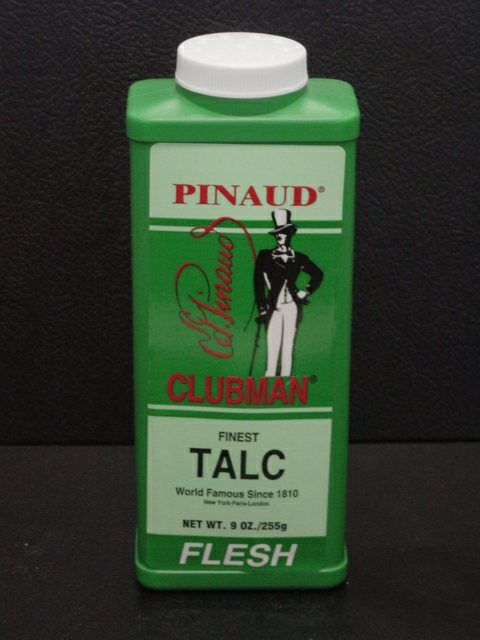 PINAUD®
Ed. Pinaud
CLUBMAN®
FINEST
TALC
World Famous Since 1810
New York-Paris-London
NET WT. 9 OZ./255g
FLESH